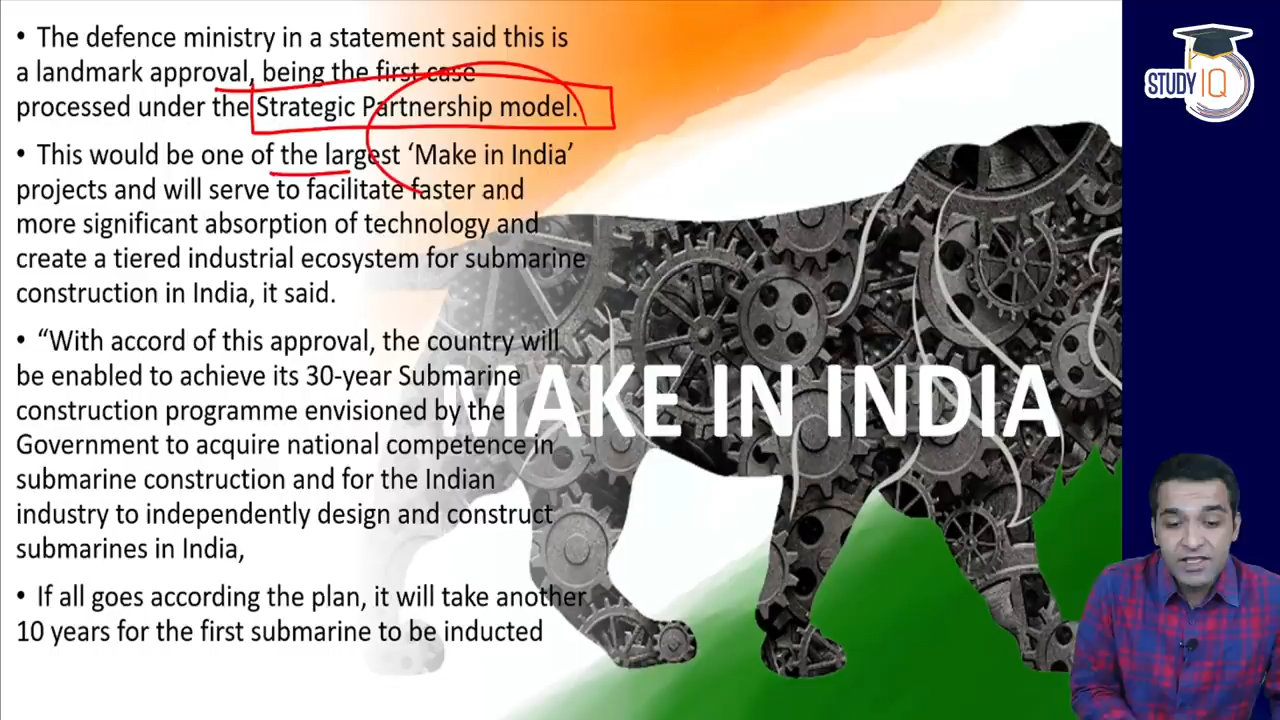 • The defence ministry in a statement said this is
a landmark approval, being the first case
processed under the Strategic Partnership model.
• This would be one of the largest ‘Make in India’
projects and will serve to facilitate faster and
more significant absorption of technology and
create a tiered industrial ecosystem for submarine
construction in India, it said.
• “With accord of this approval, the country will
be enabled to achieve its 30-year Submarine
construction programme envisioned by the
Government to acquire national competence in
submarine construction and for the Indian
industry to independently design and construct
submarines in India,
• If all goes according the plan, it will take another
10 years for the first submarine to be inducted
MAKE IN INDIA
STUDY IQ